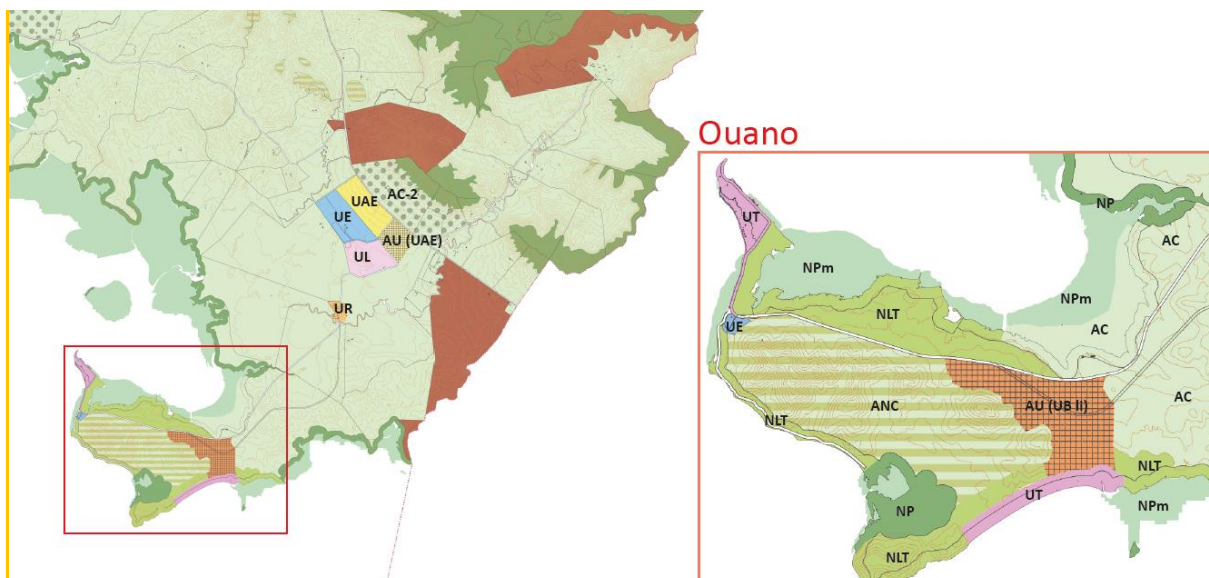 AC-2
UAE
UE
AU (UAE)
UL
UR
Ouano
UT
NP
AC
NPm
NPm
NLT
UE
AC
AC
ANC
AU (UB II)
NLT
NLT
UT
NP
NPm
NLT